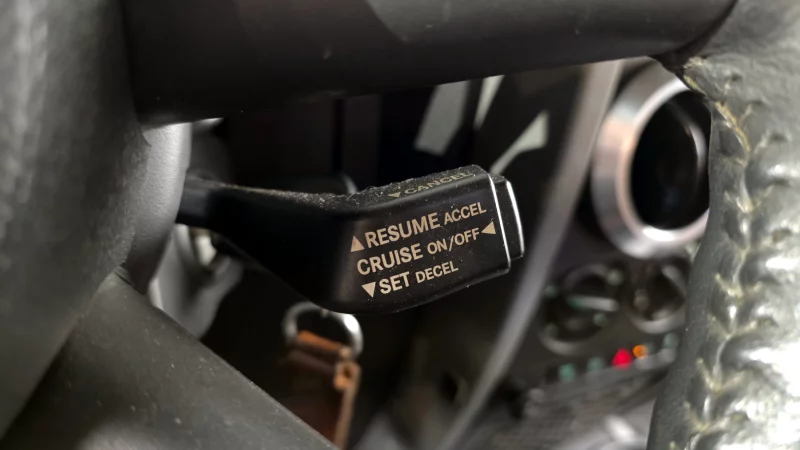 ▼CANCEL
▲RESUME ACCEL
CRUISE ON/OFF◀
▼SET DECEL